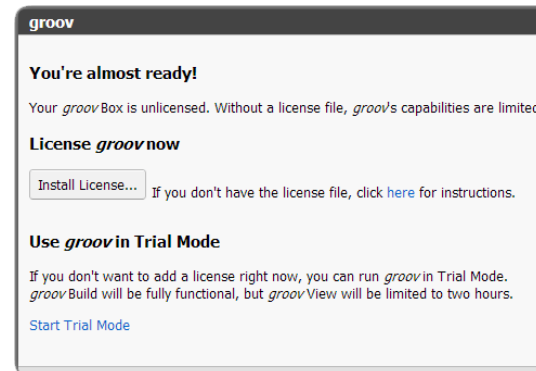 groov
You're almost ready!
Your groov Box is unlicensed. Without a license file, groov's capabilities are limited
License groov now
Install License... If you don't have the license file, click here for instructions.
Use groov in Trial Mode
If you don't want to add a license right now, you can run groov in Trial Mode.
groov Build will be fully functional, but groov View will be limited to two hours.
Start Trial Mode